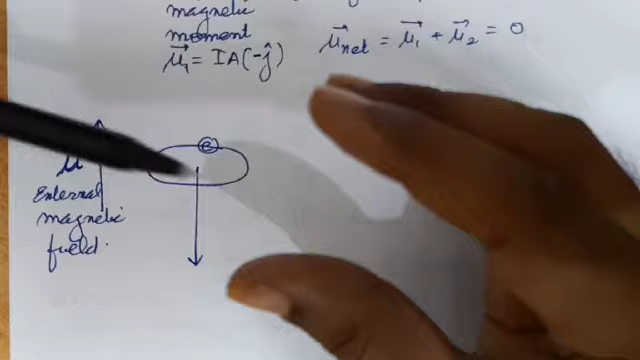 magnetic
moment
μ⃗₁ = IA(-ĵ)
μ⃗net = μ⃗₁ + μ⃗₂ = 0
e
μ
External
magnetic
field.